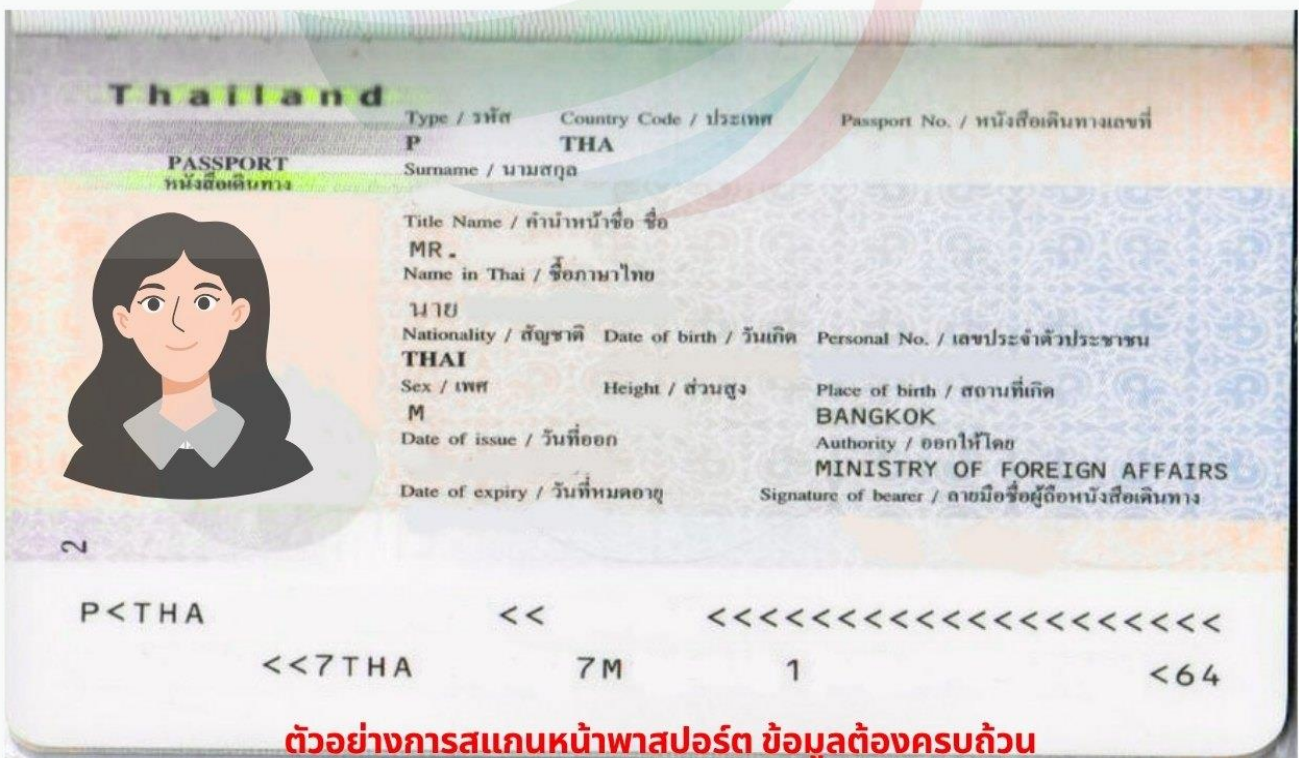 Thailand
PASSPORT
หนังสือเดินทาง
Type / รหัส Country Code / ประเทศ Passport No. / หนังสือเดินทางเลขที่
P THA
Surname / นามสกุล
Title Name / คำนำหน้าชื่อ ชื่อ
MR.
Name in Thai / ชื่อภาษาไทย
นาย
Nationality / สัญชาติ Date of birth / วันเกิด Personal No. / เลขประจำตัวประชาชน
THAI
Sex / เพศ Height / ส่วนสูง Place of birth / สถานที่เกิด
M BANGKOK
Date of issue / วันที่ออก Authority / ออกให้โดย
MINISTRY OF FOREIGN AFFAIRS
Date of expiry / วันที่หมดอายุ Signature of bearer / ลายมือชื่อผู้ถือหนังสือเดินทาง
2
P<THA << <<<<<<<<<<<<<<<<<<<<
<<7THA 7M 1 <64
ตัวอย่างการสแกนหน้าพาสปอร์ต ข้อมูลต้องครบถ้วน